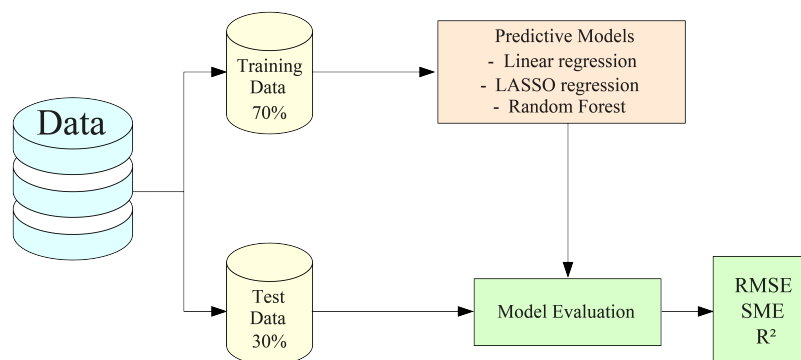 Data
Training
Data
70%
Predictive Models
- Linear regression
- LASSO regression
- Random Forest
Test
Data
30%
Model Evaluation
RMSE
SME
R²